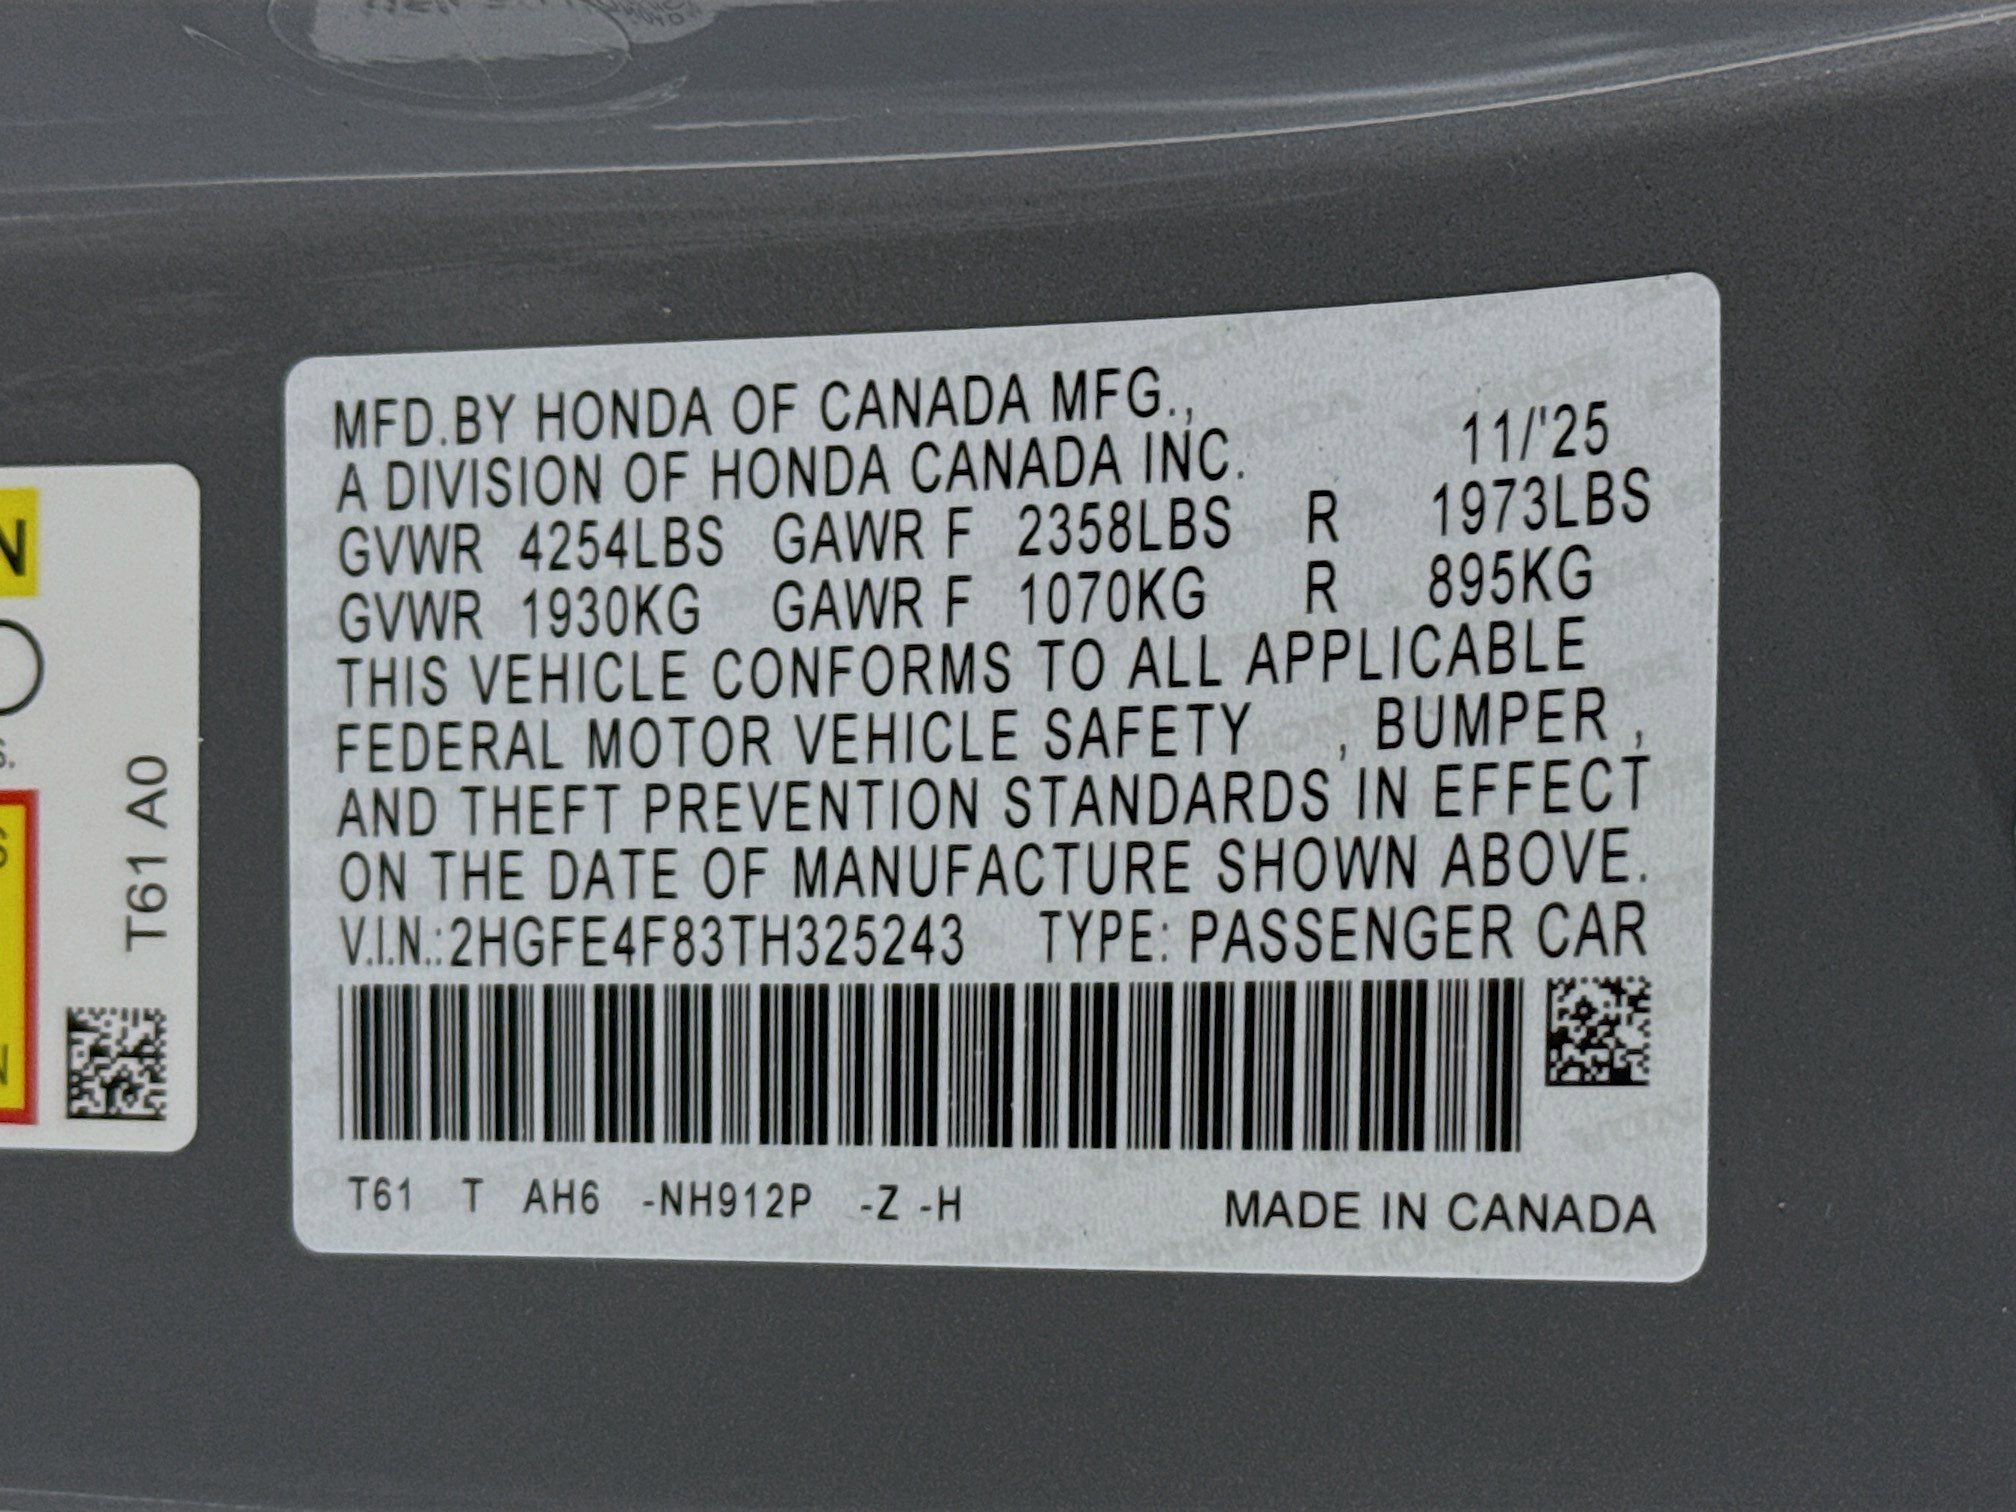 MFD.BY HONDA OF CANADA MFG.,
A DIVISION OF HONDA CANADA INC. 11/'25
GVWR 4254LBS GAWR F 2358LBS R 1973LBS
GVWR 1930KG GAWR F 1070KG R 895KG
THIS VEHICLE CONFORMS TO ALL APPLICABLE
FEDERAL MOTOR VEHICLE SAFETY , BUMPER ,
AND THEFT PREVENTION STANDARDS IN EFFECT
ON THE DATE OF MANUFACTURE SHOWN ABOVE.
V.I.N.:2HGFE4F83TH325243 TYPE: PASSENGER CAR
T61 T AH6 -NH912P -Z -H MADE IN CANADA
T61 A0